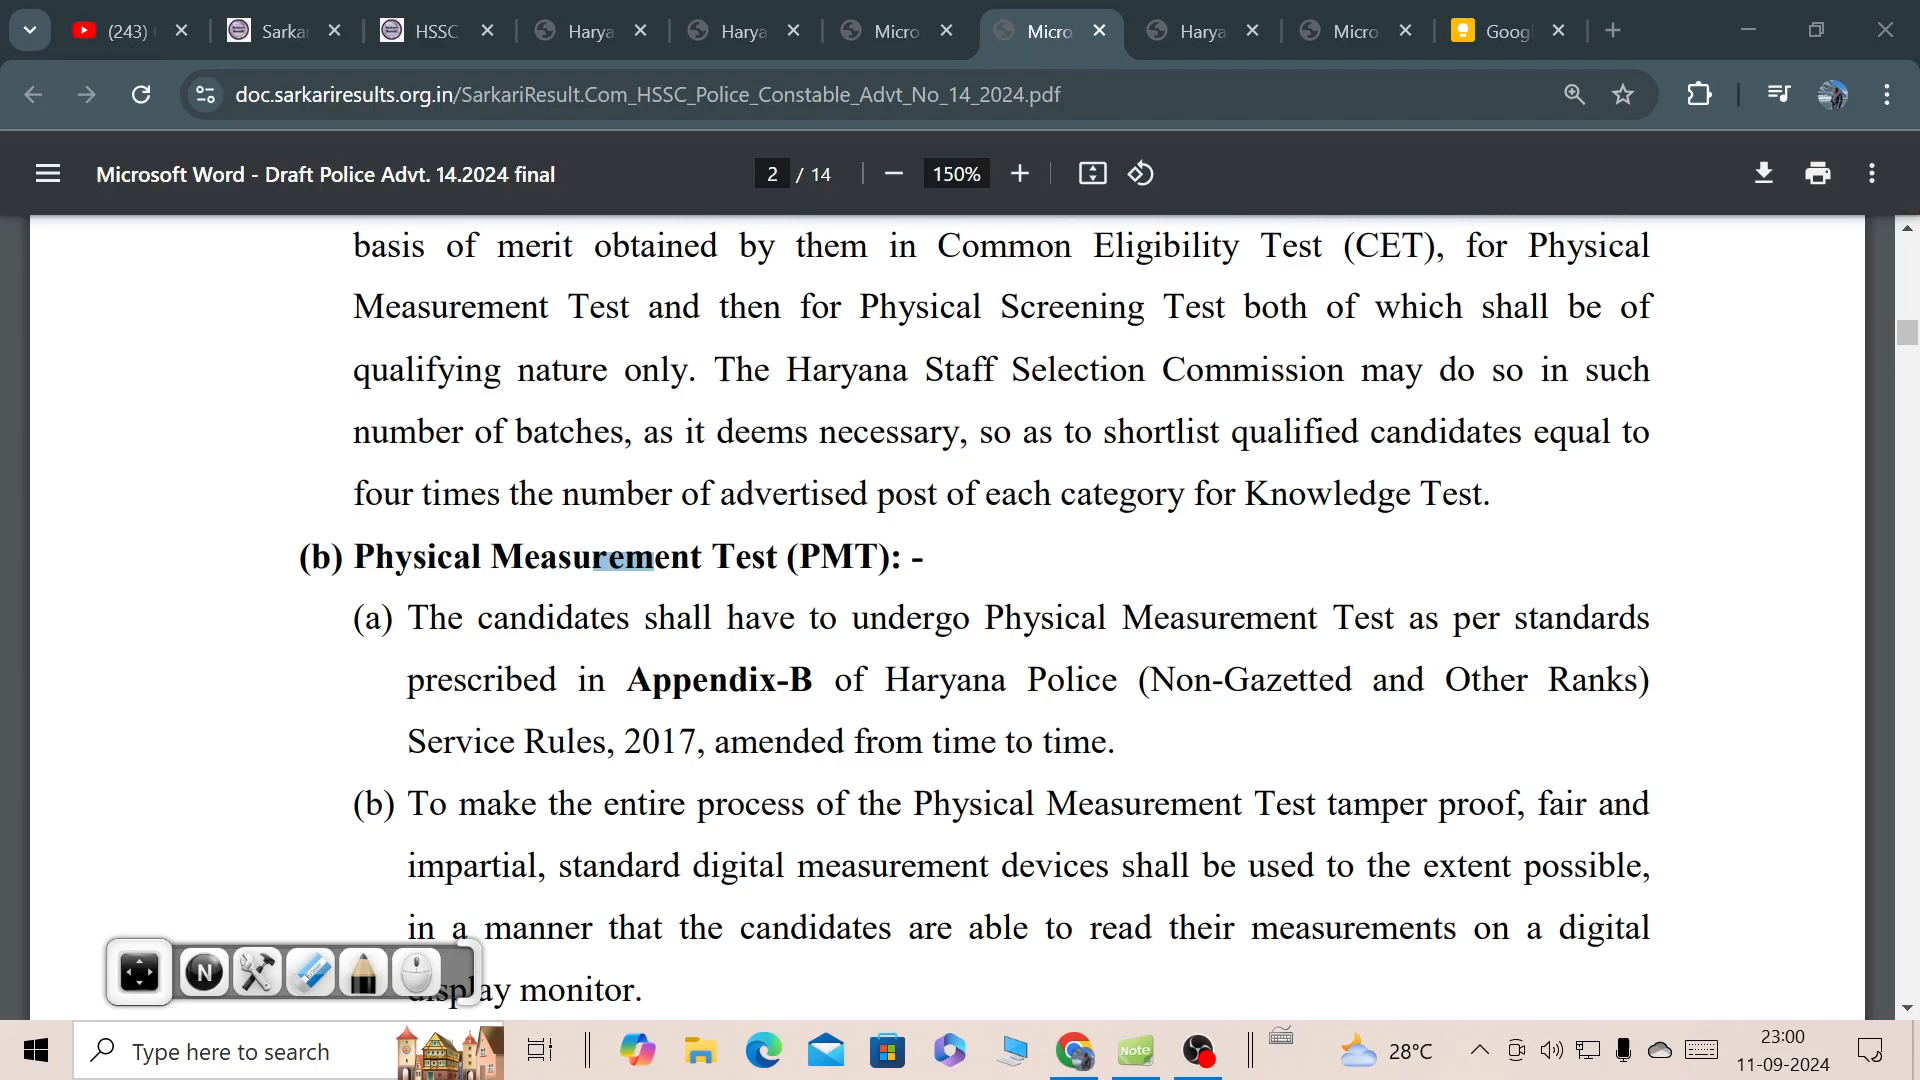 (243)
Sarka
HSSC
Harya
Harya
Micro
Micro
Harya
Micro
Googl
doc.sarkariresults.org.in/SarkariResult.Com_HSSC_Police_Constable_Advt_No_14_2024.pdf
Microsoft Word - Draft Police Advt. 14.2024 final
2 / 14
150%
basis of merit obtained by them in Common Eligibility Test (CET), for Physical
Measurement Test and then for Physical Screening Test both of which shall be of
qualifying nature only. The Haryana Staff Selection Commission may do so in such
number of batches, as it deems necessary, so as to shortlist qualified candidates equal to
four times the number of advertised post of each category for Knowledge Test.
(b) Physical Measurement Test (PMT): -
(a) The candidates shall have to undergo Physical Measurement Test as per standards
prescribed in Appendix-B of Haryana Police (Non-Gazetted and Other Ranks)
Service Rules, 2017, amended from time to time.
(b) To make the entire process of the Physical Measurement Test tamper proof, fair and
impartial, standard digital measurement devices shall be used to the extent possible,
in a manner that the candidates are able to read their measurements on a digital
display monitor.
N
Type here to search
Note
28°C
23:00
11-09-2024